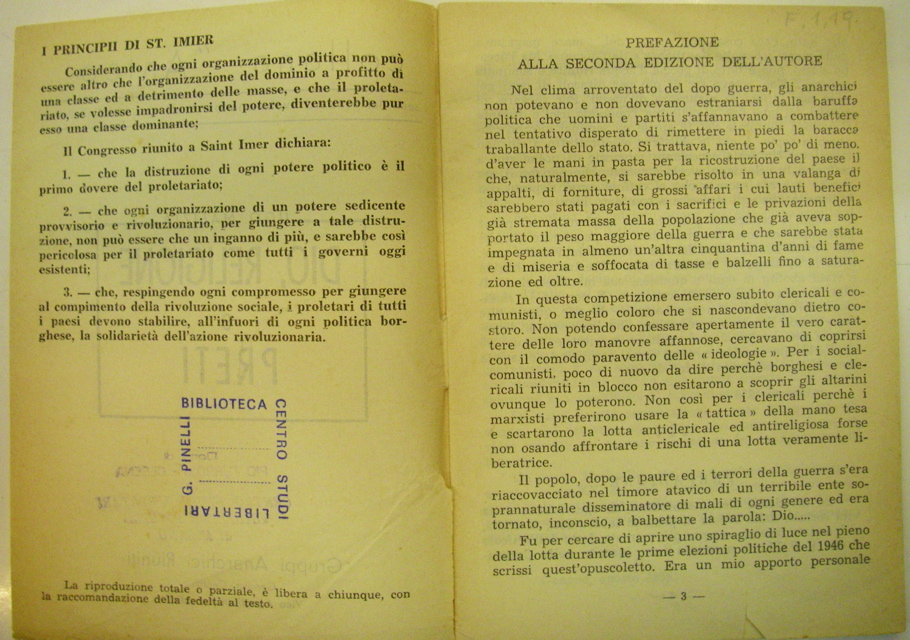 I PRINCIPII DI ST. IMIER
Considerando che ogni organizzazione politica non può
essere altro che l'organizzazione del dominio a profitto di
una classe ed a detrimento delle masse, e che il proleta-
riato, se volesse impadronirsi del potere, diventerebbe pur
esso una classe dominante;
Il Congresso riunito a Saint Imer dichiara:
1. — che la distruzione di ogni potere politico è il
primo dovere del proletariato;
2. — che ogni organizzazione di un potere sedicente
provvisorio e rivoluzionario, per giungere a tale distru-
zione, non può essere che un inganno di più, e sarebbe così
pericolosa per il proletariato come tutti i governi oggi
esistenti;
3. — che, respingendo ogni compromesso per giungere
al compimento della rivoluzione sociale, i proletari di tutti
i paesi devono stabilire, all'infuori di ogni politica bor-
ghese, la solidarietà dell'azione rivoluzionaria.
PRETI
BIBLIOTECA
CENTRO STUDI
LIBERTARI
G. PINELLI
La riproduzione totale o parziale, è libera a chiunque, con
la raccomandazione della fedeltà al testo.
F.1.19.
PREFAZIONE
ALLA SECONDA EDIZIONE DELL'AUTORE
Nel clima arroventato del dopo guerra, gli anarchici
non potevano e non dovevano estraniarsi dalla baruffa
politica che uomini e partiti s'affannavano a combattere
nel tentativo disperato di rimettere in piedi la baracca
traballante dello stato. Si trattava, niente po' po' di meno,
d'aver le mani in pasta per la ricostruzione del paese il
che, naturalmente, si sarebbe risolto in una valanga di
appalti, di forniture, di grossi affari i cui lauti benefici
sarebbero stati pagati con i sacrifici e le privazioni della
già stremata massa della popolazione che già aveva sop-
portato il peso maggiore della guerra e che sarebbe stata
impegnata in almeno un'altra cinquantina d'anni di fame
e di miseria e soffocata di tasse e balzelli fino a satura-
zione ed oltre.
In questa competizione emersero subito clericali e co-
munisti, o meglio coloro che si nascondevano dietro co-
storo. Non potendo confessare apertamente il vero carat-
tere delle loro manovre affannose, cercavano di coprirsi
con il comodo paravento delle « ideologie ». Per i social-
comunisti. poco di nuovo da dire perchè borghesi e cle-
ricali riuniti in blocco non esitarono a scoprir gli altarini
ovunque lo poterono. Non così per i clericali perchè i
marxisti preferirono usare la « tattica » della mano tesa
e scartarono la lotta anticlericale ed antireligiosa forse
non osando affrontare i rischi di una lotta veramente li-
beratrice.
Il popolo, dopo le paure ed i terrori della guerra s'era
riaccovacciato nel timore atavico di un terribile ente so-
prannaturale disseminatore di mali di ogni genere ed era
tornato, inconscio, a balbettare la parola: Dio.....
Fu per cercare di aprire uno spiraglio di luce nel pieno
della lotta durante le prime elezioni politiche del 1946 che
scrissi quest'opuscoletto. Era un mio apporto personale
— 3 —